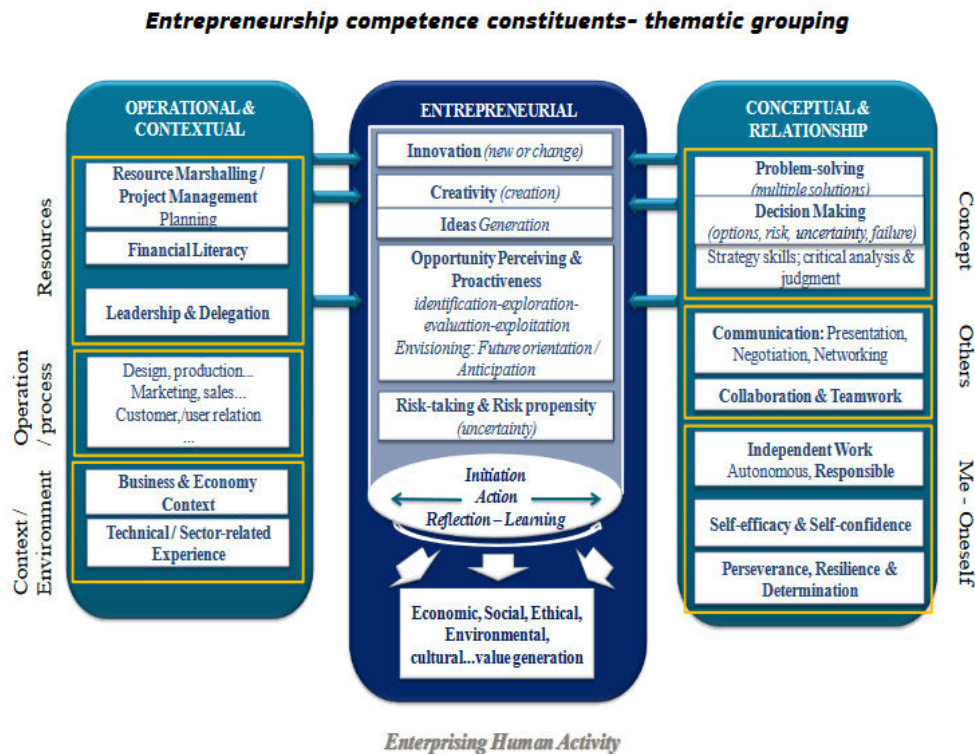 Entrepreneurship competence constituents- thematic grouping
OPERATIONAL &
CONTEXTUAL
Resources
Resource Marshalling /
Project Management
Planning
Financial Literacy
Leadership & Delegation
Operation
/ process
Design, production...
Marketing, sales...
Customer,/user relation
...
Context /
Environment
Business & Economy
Context
Technical / Sector-related
Experience
ENTREPRENEURIAL
Innovation (new or change)
Creativity (creation)
Ideas Generation
Opportunity Perceiving &
Proactiveness
identification-exploration-
evaluation-exploitation
Envisioning: Future orientation /
Anticipation
Risk-taking & Risk propensity
(uncertainty)
Initiation
Action
Reflection – Learning
Economic, Social, Ethical,
Environmental,
cultural...value generation
CONCEPTUAL &
RELATIONSHIP
Concept
Problem-solving
(multiple solutions)
Decision Making
(options, risk, uncertainty, failure)
Strategy skills; critical analysis &
judgment
Others
Communication: Presentation,
Negotiation, Networking
Collaboration & Teamwork
Me - Oneself
Independent Work
Autonomous, Responsible
Self-efficacy & Self-confidence
Perseverance, Resilience &
Determination
Enterprising Human Activity